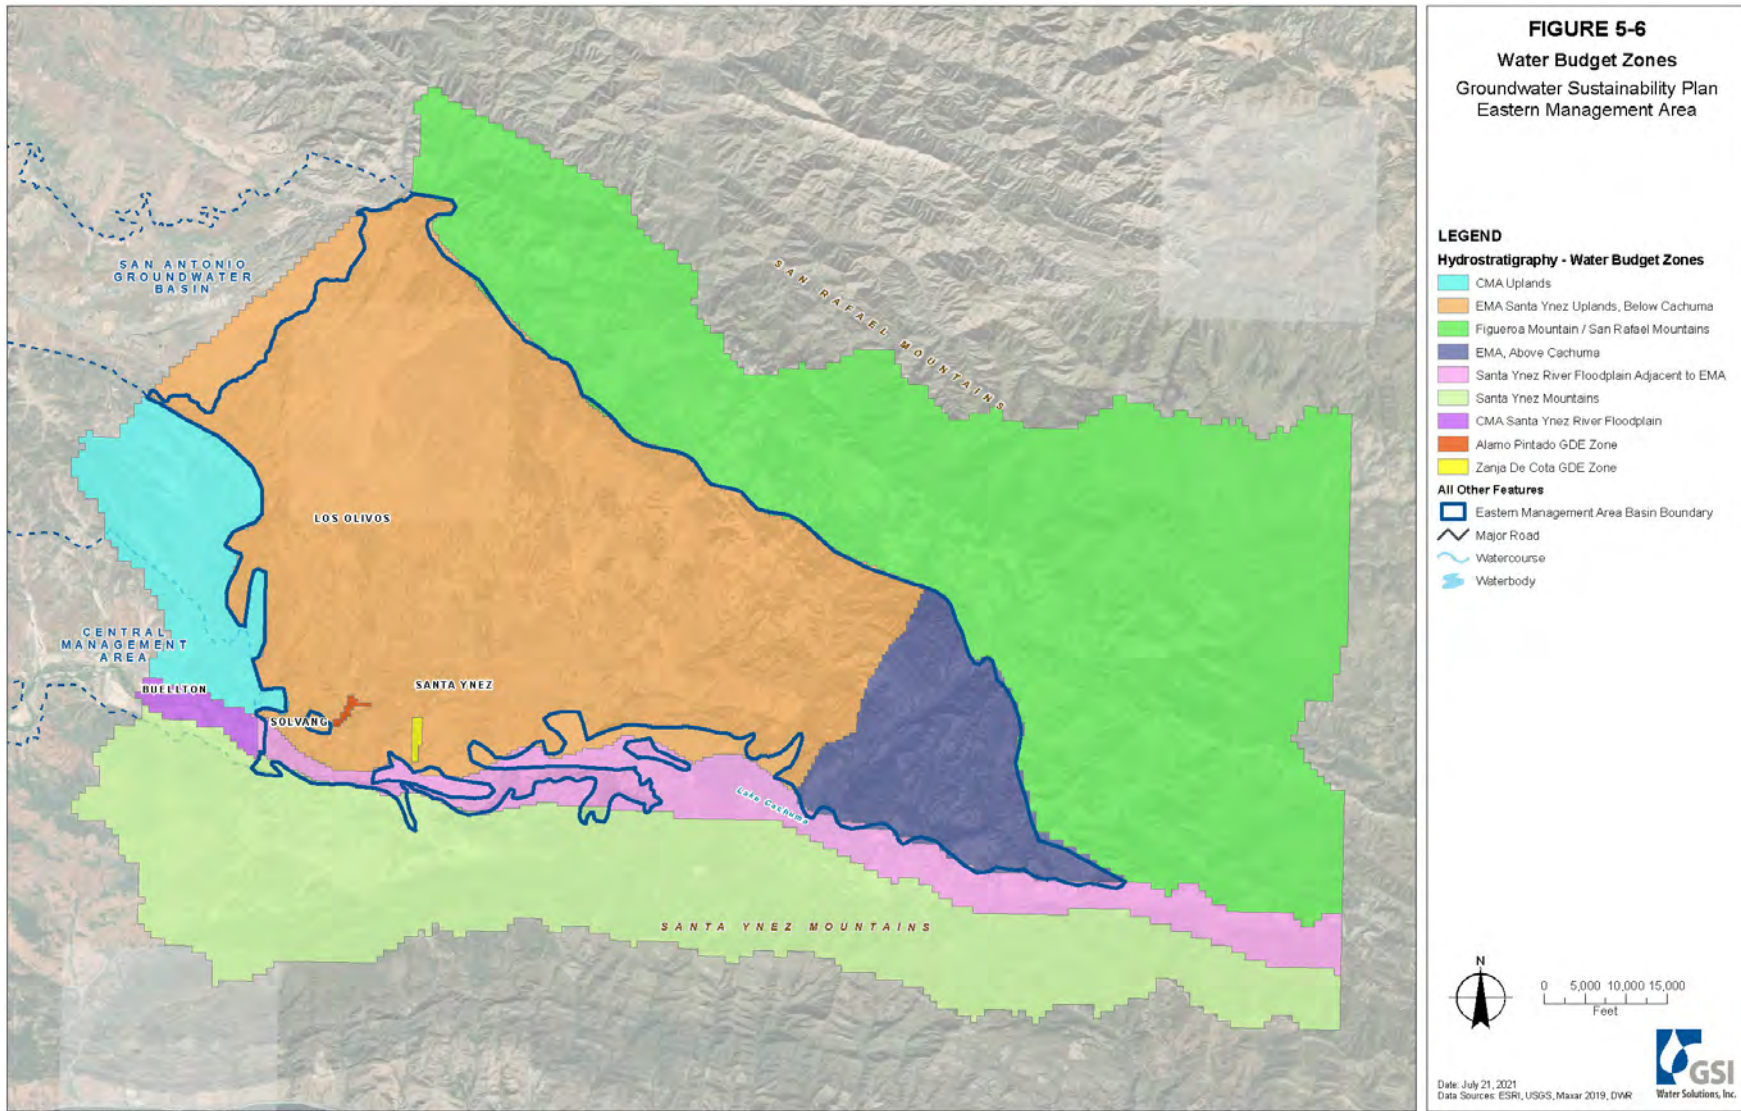 FIGURE 5-6
Water Budget Zones
Groundwater Sustainability Plan
Eastern Management Area
LEGEND
Hydrostratigraphy - Water Budget Zones
CMA Uplands
EMA Santa Ynez Uplands, Below Cachuma
Figueroa Mountain / San Rafael Mountains
EMA, Above Cachuma
Santa Ynez River Floodplain Adjacent to EMA
Santa Ynez Mountains
CMA Santa Ynez River Floodplain
Alamo Pintado GDE Zone
Zanja De Cota GDE Zone
All Other Features
Eastern Management Area Basin Boundary
Major Road
Watercourse
Waterbody
N
0 5,000 10,000 15,000
Feet
Date: July 21, 2021
Data Sources: ESRI, USGS, Maxar 2019, DWR
GSI
Water Solutions, Inc.
SAN ANTONIO
GROUNDWATER
BASIN
SAN RAFAEL MOUNTAINS
LOS OLIVOS
CENTRAL
MANAGEMENT
AREA
BUELLTON
SANTA YNEZ
SOLVANG
Lake Cachuma
SANTA YNEZ MOUNTAINS